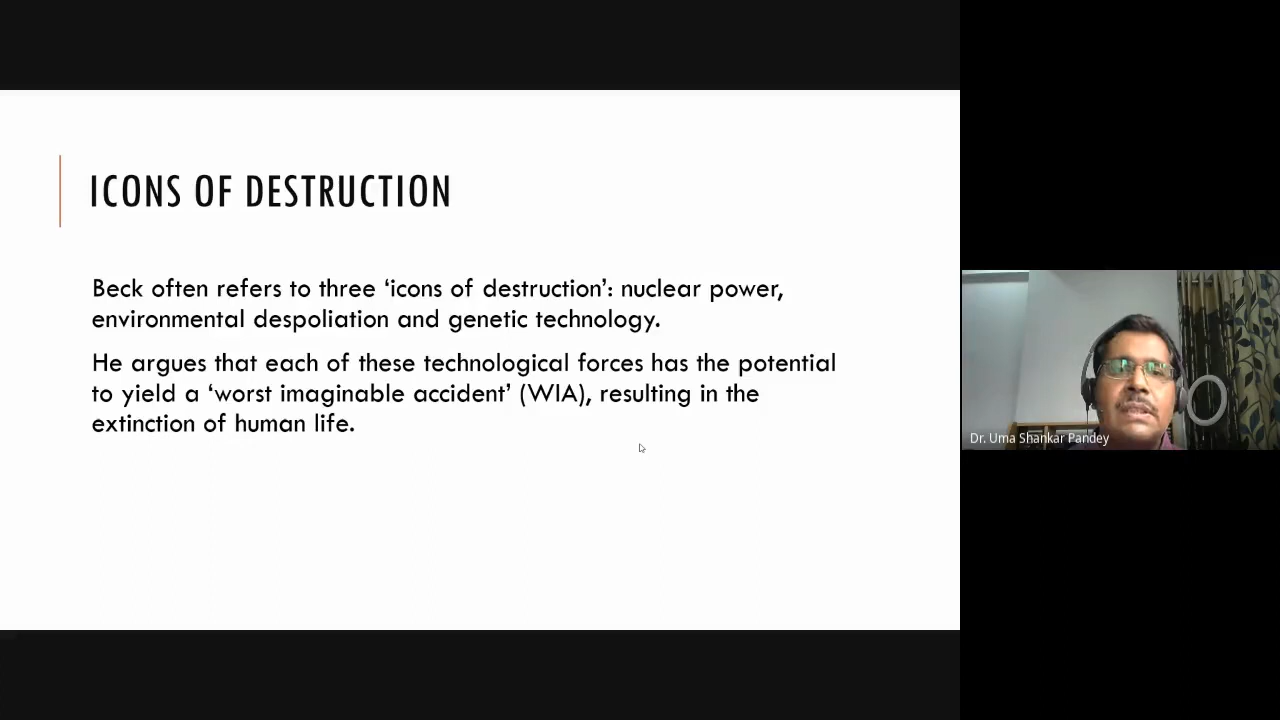 ICONS OF DESTRUCTION
Beck often refers to three ‘icons of destruction’: nuclear power,
environmental despoliation and genetic technology.
He argues that each of these technological forces has the potential
to yield a ‘worst imaginable accident’ (WIA), resulting in the
extinction of human life.
Dr. Uma Shankar Pandey